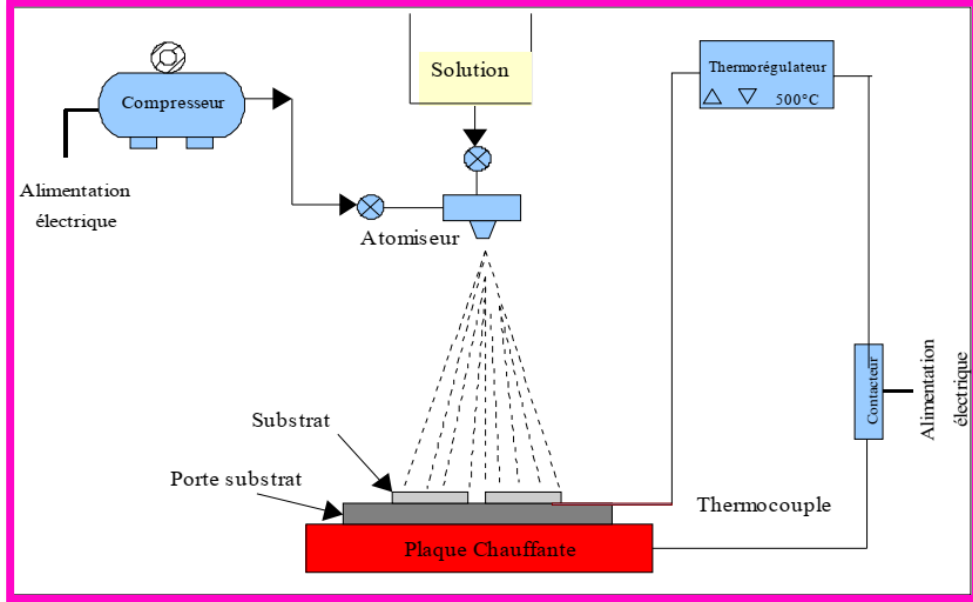 Solution
Thermorégulateur
500°C
Compresseur
Alimentation
électrique
Atomiseur
Contacteur
Alimentation
électrique
Substrat
Porte substrat
Thermocouple
Plaque Chauffante